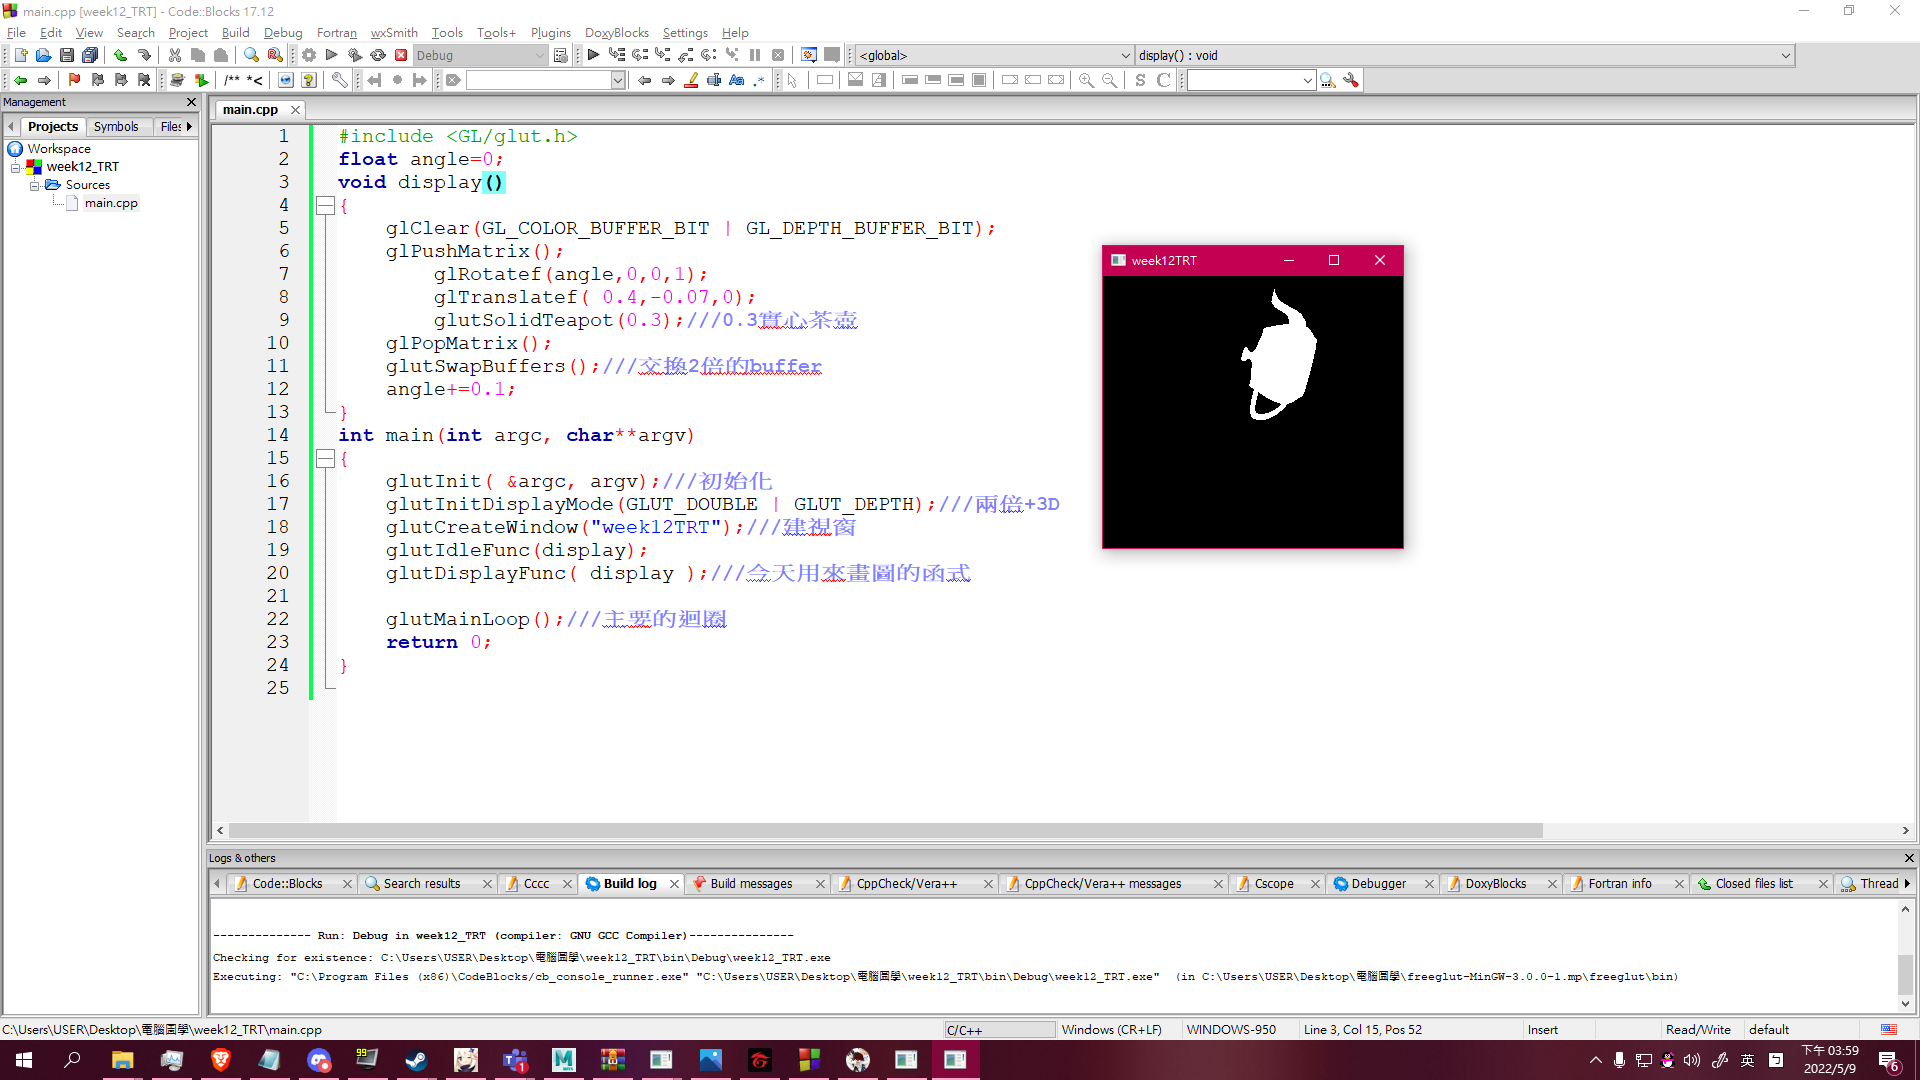 main.cpp [week12_TRT] - Code::Blocks 17.12
File Edit View Search Project Build Debug Fortran wxSmith Tools Tools+ Plugins DoxyBlocks Settings Help
Debug
<global>
display() : void
/** *<
Aa .*
S C
Management
Projects Symbols Files
Workspace
week12_TRT
Sources
main.cpp
main.cpp
1 #include <GL/glut.h>
2 float angle=0;
3 void display()
4 {
5 glClear(GL_COLOR_BUFFER_BIT | GL_DEPTH_BUFFER_BIT);
6 glPushMatrix();
7 glRotatef(angle,0,0,1);
8 glTranslatef( 0.4,-0.07,0);
9 glutSolidTeapot(0.3);///0.3實心茶壺
10 glPopMatrix();
11 glutSwapBuffers();///交換2倍的buffer
12 angle+=0.1;
13 }
14 int main(int argc, char**argv)
15 {
16 glutInit( &argc, argv);///初始化
17 glutInitDisplayMode(GLUT_DOUBLE | GLUT_DEPTH);///兩倍+3D
18 glutCreateWindow("week12TRT");///建視窗
19 glutIdleFunc(display);
20 glutDisplayFunc( display );///今天用來畫圖的函式
21
22 glutMainLoop();///主要的迴圈
23 return 0;
24 }
25
week12TRT
Logs & others
Code::Blocks Search results Cccc Build log Build messages CppCheck/Vera++ CppCheck/Vera++ messages Cscope Debugger DoxyBlocks Fortran info Closed files list Thread
-------------- Run: Debug in week12_TRT (compiler: GNU GCC Compiler)---------------
Checking for existence: C:\Users\USER\Desktop\電腦圖學\week12_TRT\bin\Debug\week12_TRT.exe
Executing: "C:\Program Files (x86)\CodeBlocks/cb_console_runner.exe" "C:\Users\USER\Desktop\電腦圖學\week12_TRT\bin\Debug\week12_TRT.exe" (in C:\Users\USER\Desktop\電腦圖學\freeglut-MinGW-3.0.0-1.mp\freeglut\bin)
C:\Users\USER\Desktop\電腦圖學\week12_TRT\main.cpp
C/C++
Windows (CR+LF)
WINDOWS-950
Line 3, Col 15, Pos 52
Insert
Read/Write
default
99
1
英
下午 03:59
2022/5/9
6